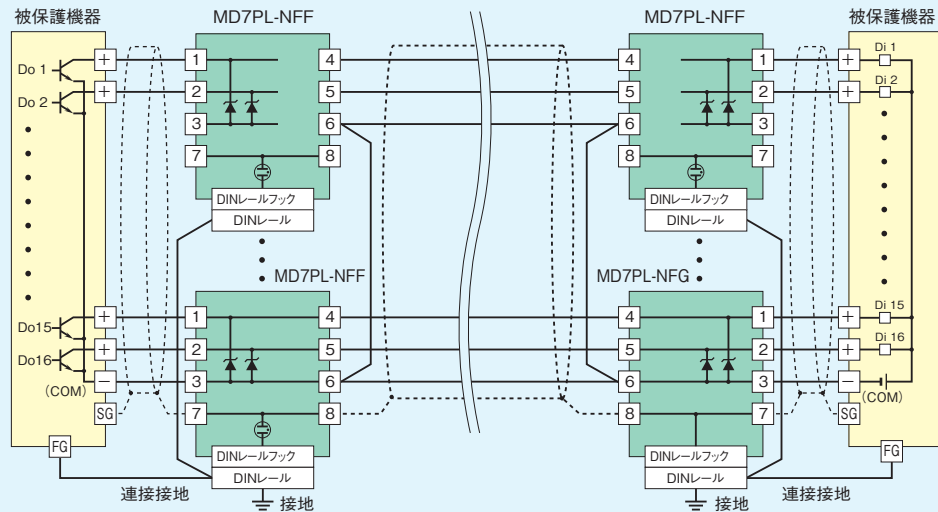 被保護機器
MD7PL-NFF
MD7PL-NFF
被保護機器
Do 1
+
1
4
4
1
+
Di 1
Do 2
+
2
5
5
2
+
Di 2
3
6
6
3
7
8
8
7
DINレールフック
DINレール
DINレールフック
DINレール
MD7PL-NFF
MD7PL-NFG
Do15
+
1
4
4
1
+
Di 15
Do16
+
2
5
5
2
+
Di 16
(COM)
−
3
6
6
3
−
(COM)
SG
7
8
8
7
SG
FG
DINレールフック
DINレール
DINレールフック
DINレール
FG
連接接地
接地
接地
連接接地